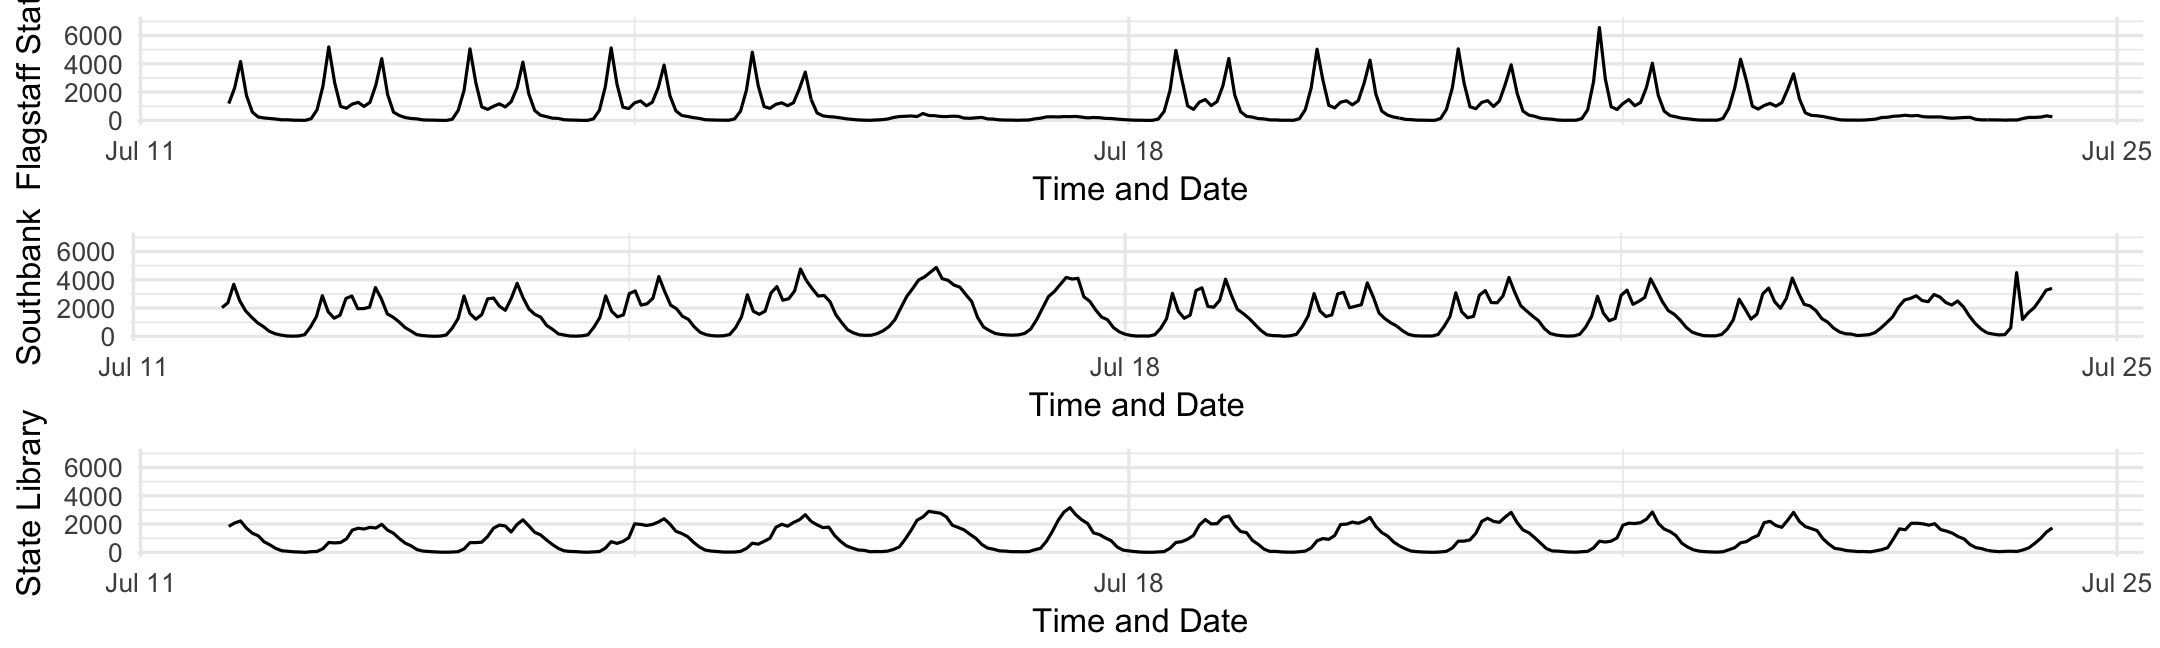 Flagstaff
6000
4000
2000
0
Jul 11
Jul 18
Jul 25
Time and Date
Southbank
6000
4000
2000
0
Jul 11
Jul 18
Jul 25
Time and Date
State Library
6000
4000
2000
0
Jul 11
Jul 18
Jul 25
Time and Date